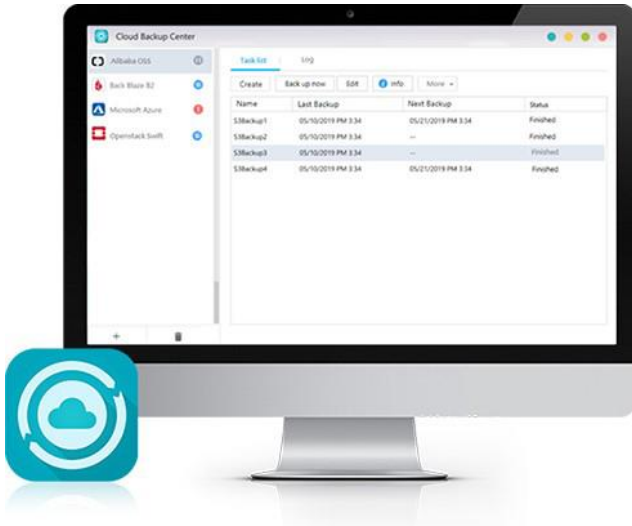 Cloud Backup Center
Alibaba OSS
Back Blaze B2
Microsoft Azure
Openstack Swift
Task list Log
Create Back up now Edit info More
Name Last Backup Next Backup Status
S3Backup1 05/10/2019 PM 3:34 05/21/2019 PM 3:34 Finished
S3Backup2 05/10/2019 PM 3:34 -- Finished
S3Backup3 05/10/2019 PM 3:34 -- Finished
S3Backup4 05/10/2019 PM 3:34 05/21/2019 PM 3:34 Finished